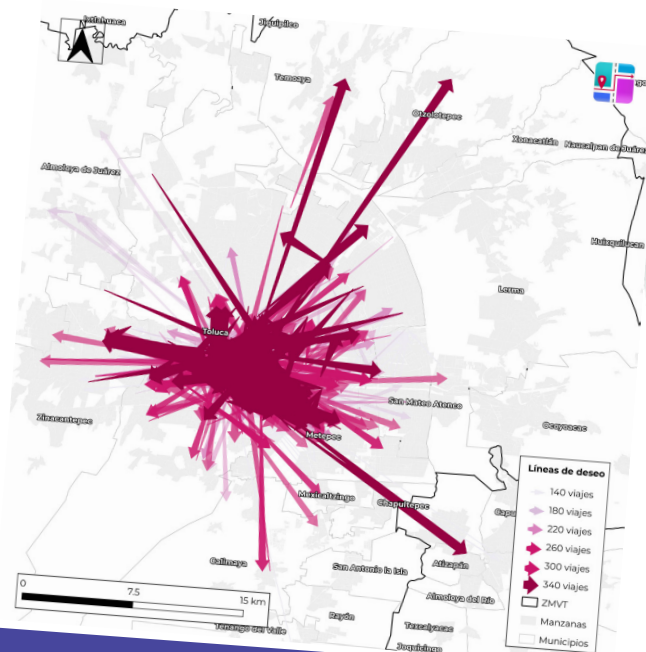 Ixtlahuaca
Jiquipilco
Temoaya
Otzolotepec
Xonacatlán
Naucalpan de Juárez
Almoloya de Juárez
Huixquilucan
Lerma
Toluca
San Mateo Atenco
Zinacantepec
Ocoyoacac
Metepec
Mexicaltzingo
Chapultepec
Calimaya
San Antonio la Isla
Atizapán
Almoloya del Río
Rayón
Texcalyacac
Tenango del Valle
Joquicingo
0 7.5 15 km
Líneas de deseo
140 viajes
180 viajes
220 viajes
260 viajes
300 viajes
340 viajes
ZMVT
Manzanas
Municipios